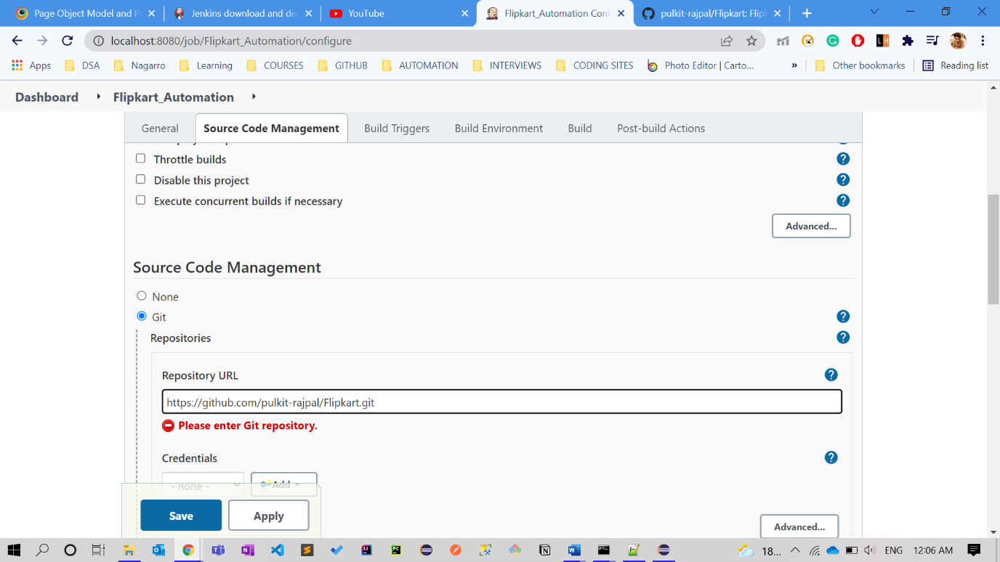 Page Object Model and P
Jenkins download and de
YouTube
Flipkart_Automation Conf
pulkit-rajpal/Flipkart: Flip
localhost:8080/job/Flipkart_Automation/configure
Apps
DSA
Nagarro
Learning
COURSES
GITHUB
AUTOMATION
INTERVIEWS
CODING SITES
Photo Editor | Carto...
»
Other bookmarks
Reading list
Dashboard
Flipkart_Automation
General
Source Code Management
Build Triggers
Build Environment
Build
Post-build Actions
Throttle builds
Disable this project
Execute concurrent builds if necessary
Advanced...
Source Code Management
None
Git
Repositories
Repository URL
https://github.com/pulkit-rajpal/Flipkart.git
Please enter Git repository.
Credentials
- none -
Add
Save
Apply
Advanced...
18...
ENG
12:06 AM